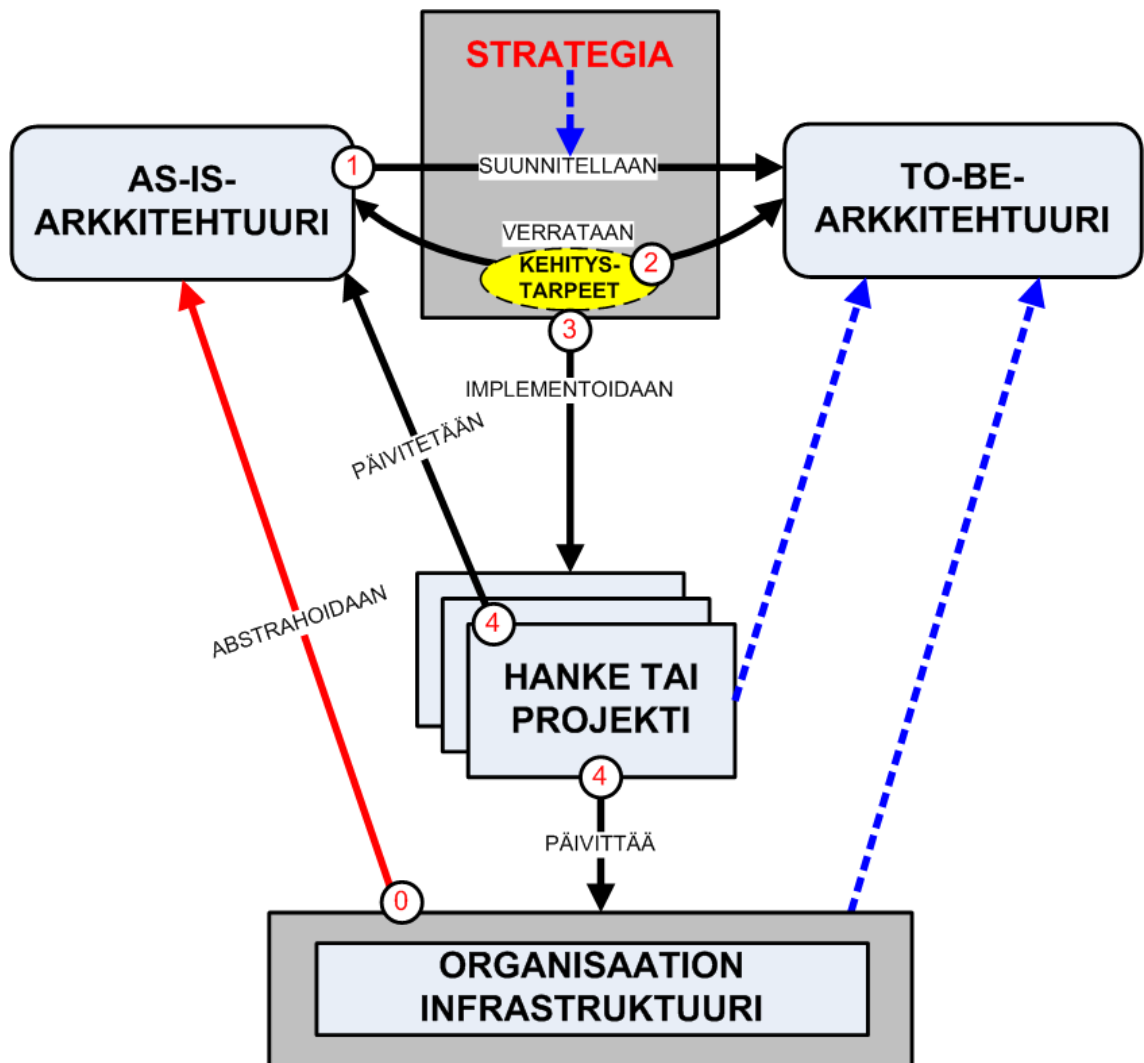 STRATEGIA
AS-IS-
ARKKITEHTUURI
1
SUUNNITELLAAN
TO-BE-
ARKKITEHTUURI
VERRATAAN
KEHITYS-
TARPEET
2
3
IMPLEMENTOIDAAN
PÄIVITETÄÄN
ABSTRAHOIDAAN
4
HANKE TAI
PROJEKTI
4
PÄIVITTÄÄ
0
ORGANISAATION
INFRASTRUKTUURI